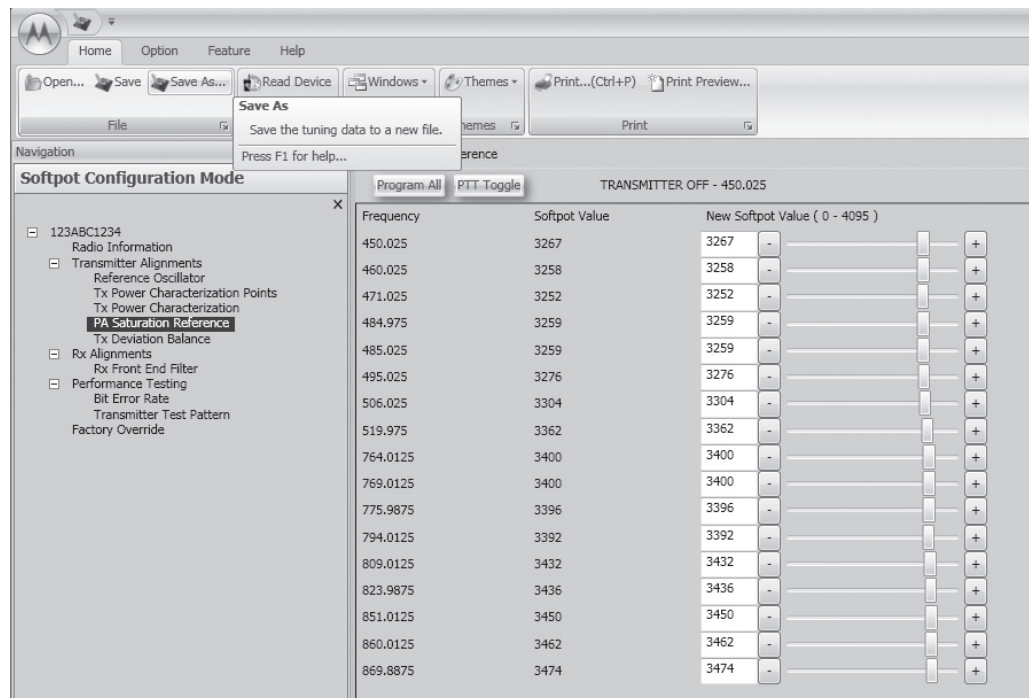 Home Option Feature Help
Open... Save Save As... Read Device Windows Themes Print...(Ctrl+P) Print Preview...
File hemes Print
Save As
Save the tuning data to a new file.
Press F1 for help...
Navigation erence
Softpot Configuration Mode
X
123ABC1234
Radio Information
Transmitter Alignments
Reference Oscillator
Tx Power Characterization Points
Tx Power Characterization
PA Saturation Reference
Tx Deviation Balance
Rx Alignments
Rx Front End Filter
Performance Testing
Bit Error Rate
Transmitter Test Pattern
Factory Override
Program All PTT Toggle TRANSMITTER OFF - 450.025
Frequency Softpot Value New Softpot Value ( 0 - 4095 )
450.025 3267 3267 - +
460.025 3258 3258 - +
471.025 3252 3252 - +
484.975 3259 3259 - +
485.025 3259 3259 - +
495.025 3276 3276 - +
506.025 3304 3304 - +
519.975 3362 3362 - +
764.0125 3400 3400 - +
769.0125 3400 3400 - +
775.9875 3396 3396 - +
794.0125 3392 3392 - +
809.0125 3432 3432 - +
823.9875 3436 3436 - +
851.0125 3450 3450 - +
860.0125 3462 3462 - +
869.8875 3474 3474 - +